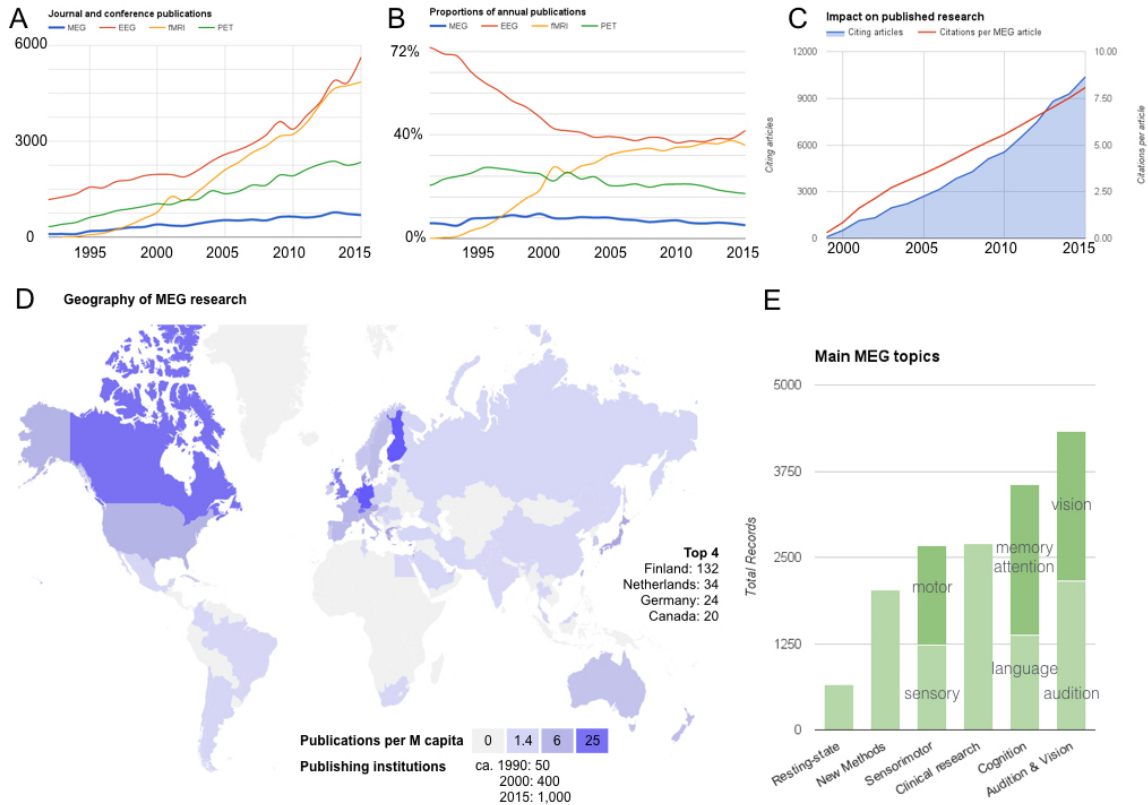 A
Journal and conference publications
MEG EEG fMRI PET
6000
3000
0
1995 2000 2005 2010 2015
B
Proportions of annual publications
MEG EEG fMRI PET
72%
40%
0%
1995 2000 2005 2010 2015
C
Impact on published research
Citing articles Citations per MEG article
12000 10.00
9000 7.50
6000 5.00
3000 2.50
0 0.00
Citing articles
Citations per article
2000 2005 2010 2015
D
Geography of MEG research
Top 4
Finland: 132
Netherlands: 34
Germany: 24
Canada: 20
Publications per M capita 0 1.4 6 25
Publishing institutions ca. 1990: 50
2000: 400
2015: 1,000
E
Main MEG topics
5000
3750
2500
1250
0
Total Records
vision
memory
attention
motor
language
sensory
audition
Resting-state
New Methods
Sensorimotor
Clinical research
Cognition
Audition & Vision